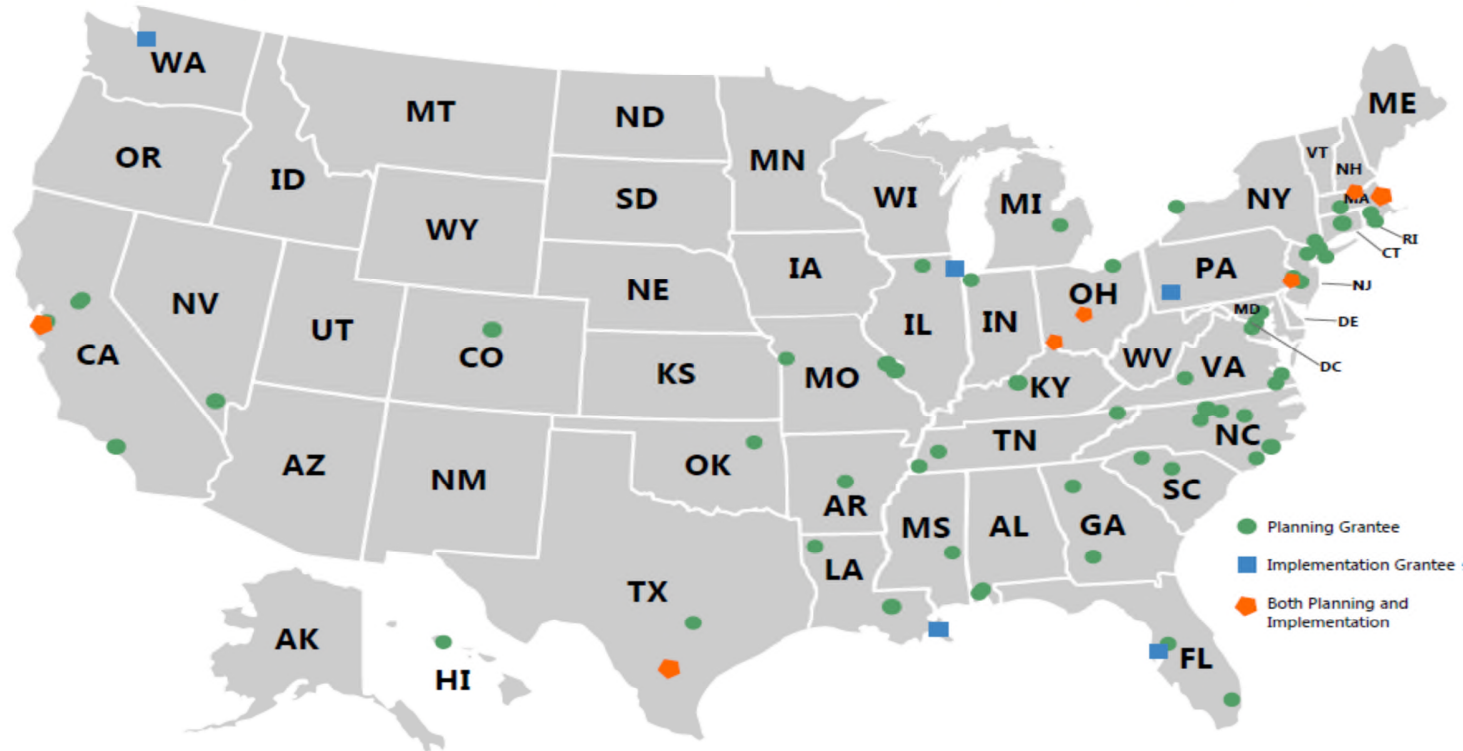 WA
MT
ND
MN
ME
OR
ID
SD
WI
MI
VT
NH
NY
MA
WY
RI
CT
IA
NE
PA
NV
UT
CO
IL
IN
OH
NJ
MD
DE
CA
KS
MO
WV
VA
DC
KY
AZ
NM
OK
TN
NC
AR
SC
MS
AL
GA
LA
TX
AK
HI
FL
Planning Grantee
Implementation Grantee
Both Planning and
Implementation